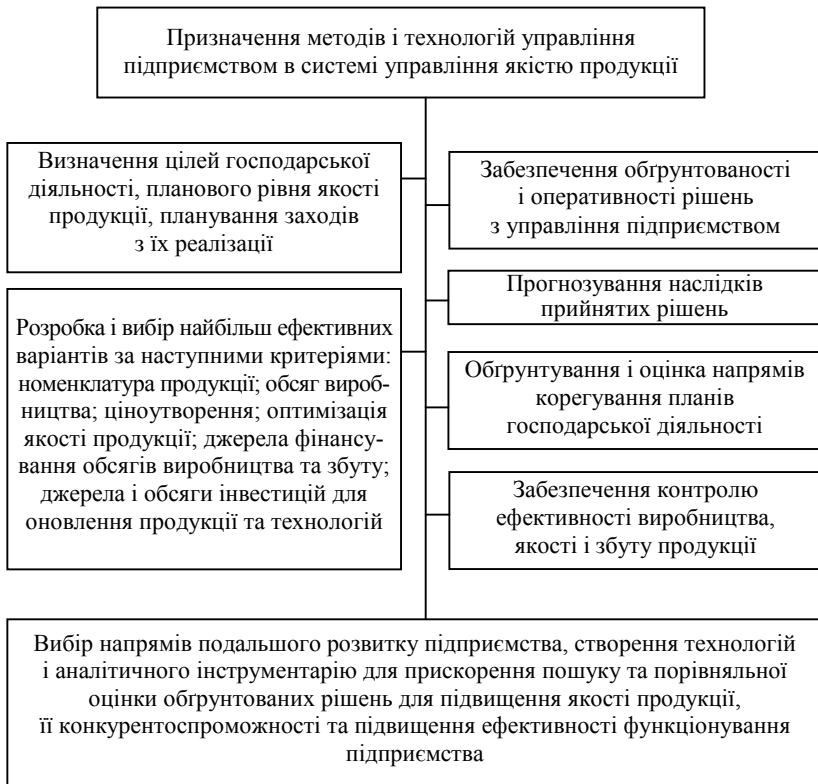 Призначення методів і технологій управління
підприємством в системі управління якістю продукції
Визначення цілей господарської
діяльності, планового рівня якості
продукції, планування заходів
з їх реалізації
Розробка і вибір найбільш ефективних
варіантів за наступними критеріями:
номенклатура продукції; обсяг вироб-
ництва; ціноутворення; оптимізація
якості продукції; джерела фінансу-
вання обсягів виробництва та збуту;
джерела і обсяги інвестицій для
оновлення продукції та технологій
Забезпечення обґрунтованості
і оперативності рішень
з управління підприємством
Прогнозування наслідків
прийнятих рішень
Обґрунтування і оцінка напрямів
корегування планів
господарської діяльності
Забезпечення контролю
ефективності виробництва,
якості і збуту продукції
Вибір напрямів подальшого розвитку підприємства, створення технологій
і аналітичного інструментарію для прискорення пошуку та порівняльної
оцінки обґрунтованих рішень для підвищення якості продукції,
її конкурентоспроможності та підвищення ефективності функціонування
підприємства